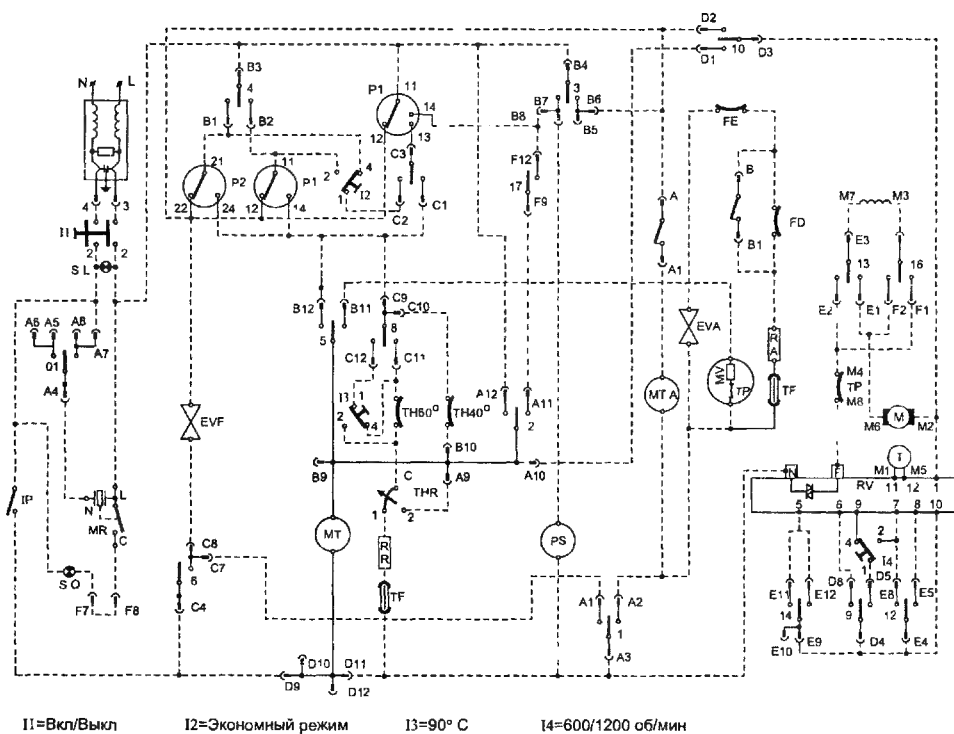 D2
N L
B3
B4
10
D3
P1
11
D1
4
3
B1 B2
14
B8
B7
B6
B5
FE
12
13
C3
21
11
2
4
F12
P2
P1
1
I2
17
A
B
M7
M3
22
24
12
14
C2
C1
F9
FD
4
3
I1
2
2
B1
E3
13
16
SL
A1
B12
B11
C9
C10
E2
E1
F2
F1
A6 A5
A8
A7
5
8
EVA
RA
01
C12
C11
MV
TP
M4
TP
M8
A4
A12
A11
MTA
TF
EVF
I3
1
2
4
TH60°
TH40°
2
M6
M
M2
B10
B9
A9
A10
T
C
THR
M1
M5
IP
L
N
MR
C
1
2
N
F
RV
11
12
1
MT
PS
5
6
9
7
8
10
C8
C7
RR
4
2
I4
1
SO
6
C4
TF
A1
A2
E11
E12
D8
D5
E8
E5
F7
F8
1
14
9
12
A3
D10
D11
D9
D12
E10
E9
D4
E4
I1=Вкл/Выкл I2=Экономный режим I3=90° С I4=600/1200 об/мин